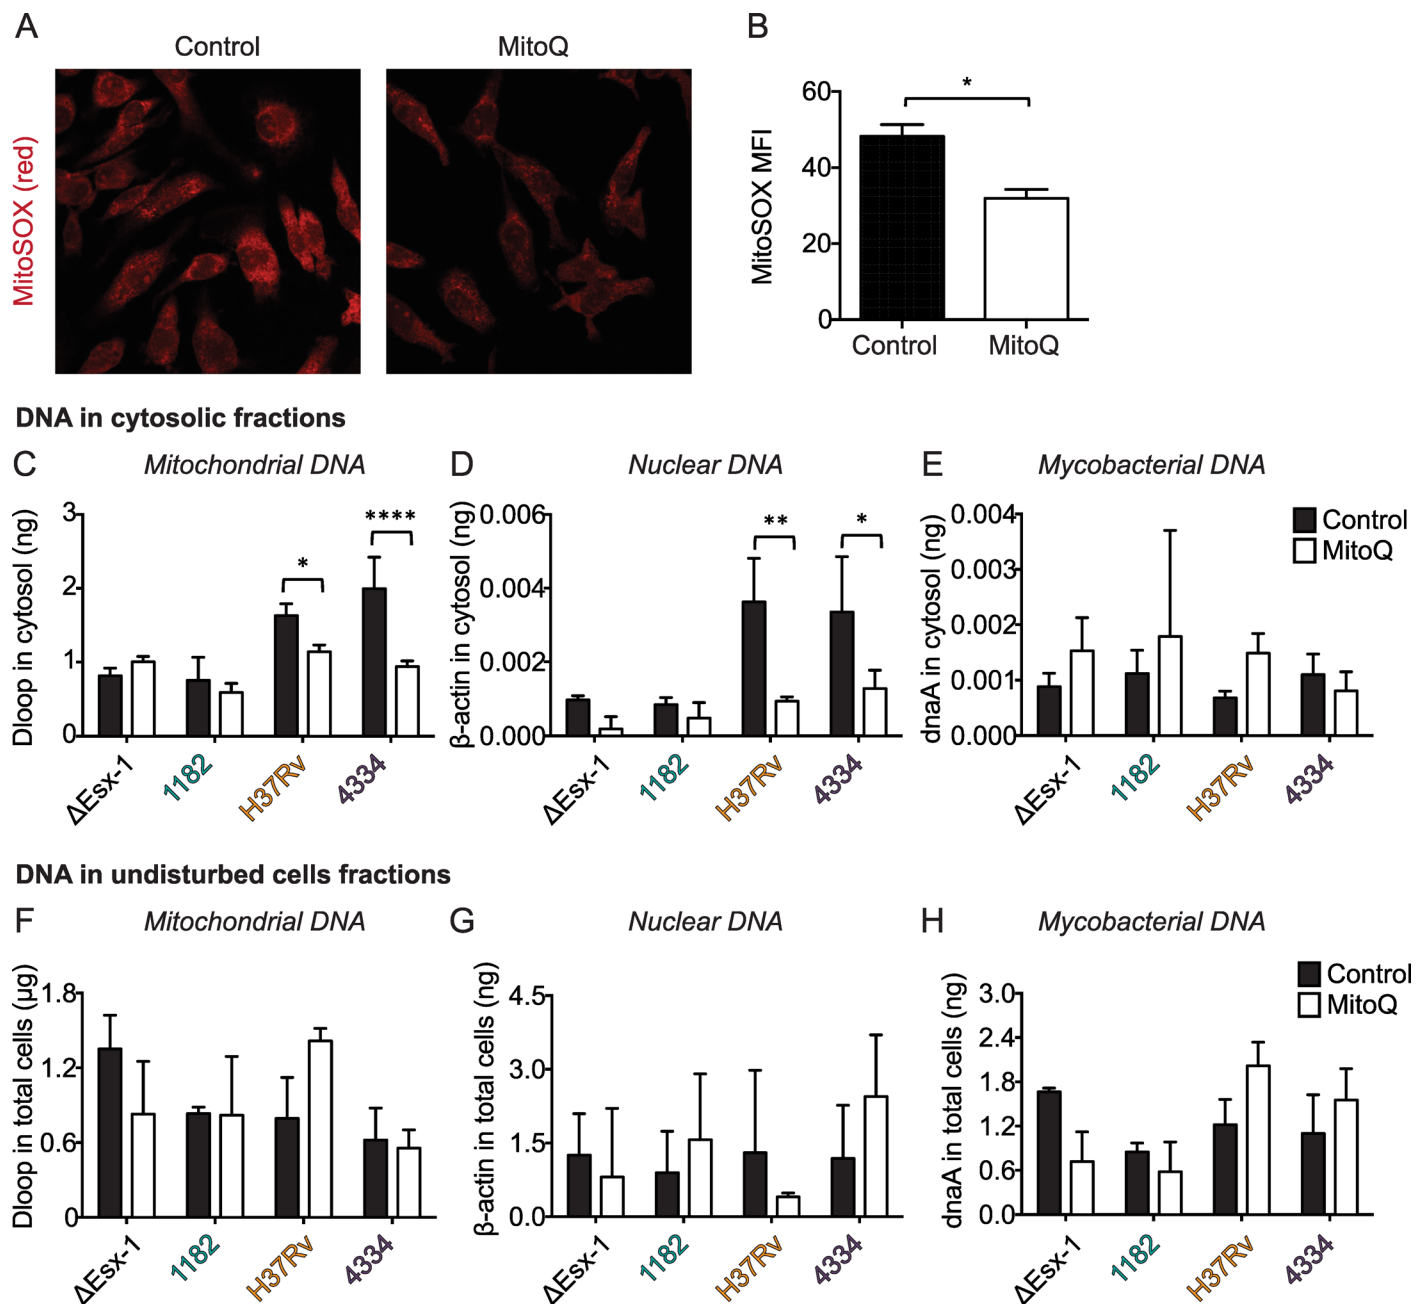 A
Control
MitoQ
MitoSOX (red)
B
MitoSOX MFI
60
40
20
0
*
Control
MitoQ
DNA in cytosolic fractions
C
Mitochondrial DNA
Dloop in cytosol (ng)
3
2
1
0
*
****
ΔEsx-1
1182
H37Rv
4334
D
Nuclear DNA
β-actin in cytosol (ng)
0.006
0.004
0.002
0.000
**
*
ΔEsx-1
1182
H37Rv
4334
E
Mycobacterial DNA
dnaA in cytosol (ng)
0.004
0.003
0.002
0.001
0.000
Control
MitoQ
ΔEsx-1
1182
H37Rv
4334
DNA in undisturbed cells fractions
F
Mitochondrial DNA
Dloop in total cells (µg)
1.8
1.2
0.6
0
ΔEsx-1
1182
H37Rv
4334
G
Nuclear DNA
β-actin in total cells (ng)
4.5
3.0
1.5
0.0
ΔEsx-1
1182
H37Rv
4334
H
Mycobacterial DNA
dnaA in total cells (ng)
3.0
2.4
1.8
1.2
0.6
0.0
Control
MitoQ
ΔEsx-1
1182
H37Rv
4334